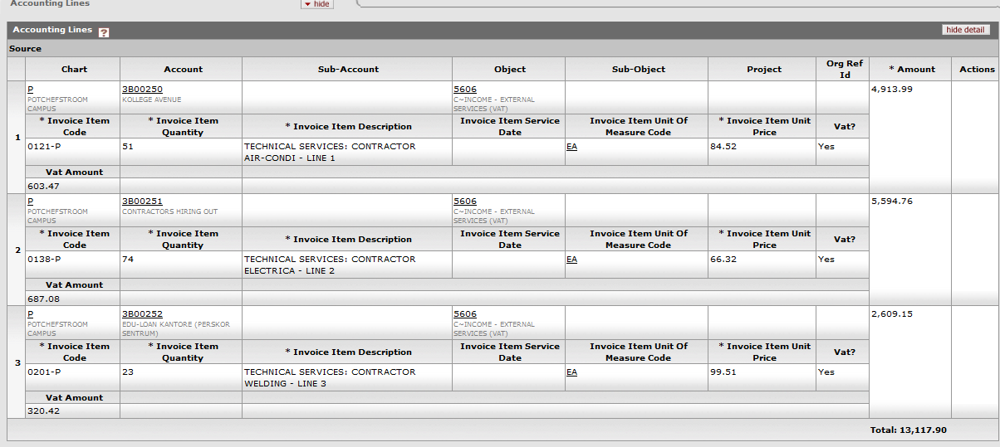 Accounting Lines
hide
Accounting Lines ?
hide detail
Source
Chart Account Sub-Account Object Sub-Object Project Org Ref Id * Amount Actions
1
P 3B00250 5606 4,913.99
POTCHEFSTROOM CAMPUS KOLLEGE AVENUE C~INCOME - EXTERNAL SERVICES (VAT)
* Invoice Item Code * Invoice Item Quantity * Invoice Item Description Invoice Item Service Date Invoice Item Unit Of Measure Code * Invoice Item Unit Price Vat?
0121-P 51 TECHNICAL SERVICES: CONTRACTOR AIR-CONDI - LINE 1 EA 84.52 Yes
Vat Amount
603.47
2
P 3B00251 5606 5,594.76
POTCHEFSTROOM CAMPUS CONTRACTORS HIRING OUT C~INCOME - EXTERNAL SERVICES (VAT)
* Invoice Item Code * Invoice Item Quantity * Invoice Item Description Invoice Item Service Date Invoice Item Unit Of Measure Code * Invoice Item Unit Price Vat?
0138-P 74 TECHNICAL SERVICES: CONTRACTOR ELECTRICA - LINE 2 EA 66.32 Yes
Vat Amount
687.08
3
P 3B00252 5606 2,609.15
POTCHEFSTROOM CAMPUS EDU-LOAN KANTORE (PERSKOR SENTRUM) C~INCOME - EXTERNAL SERVICES (VAT)
* Invoice Item Code * Invoice Item Quantity * Invoice Item Description Invoice Item Service Date Invoice Item Unit Of Measure Code * Invoice Item Unit Price Vat?
0201-P 23 TECHNICAL SERVICES: CONTRACTOR WELDING - LINE 3 EA 99.51 Yes
Vat Amount
320.42
Total: 13,117.90